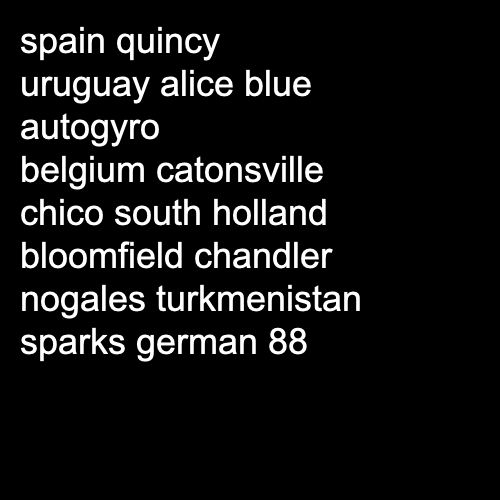 spain quincy
uruguay alice blue
autogyro
belgium catonsville
chico south holland
bloomfield chandler
nogales turkmenistan
sparks german 88